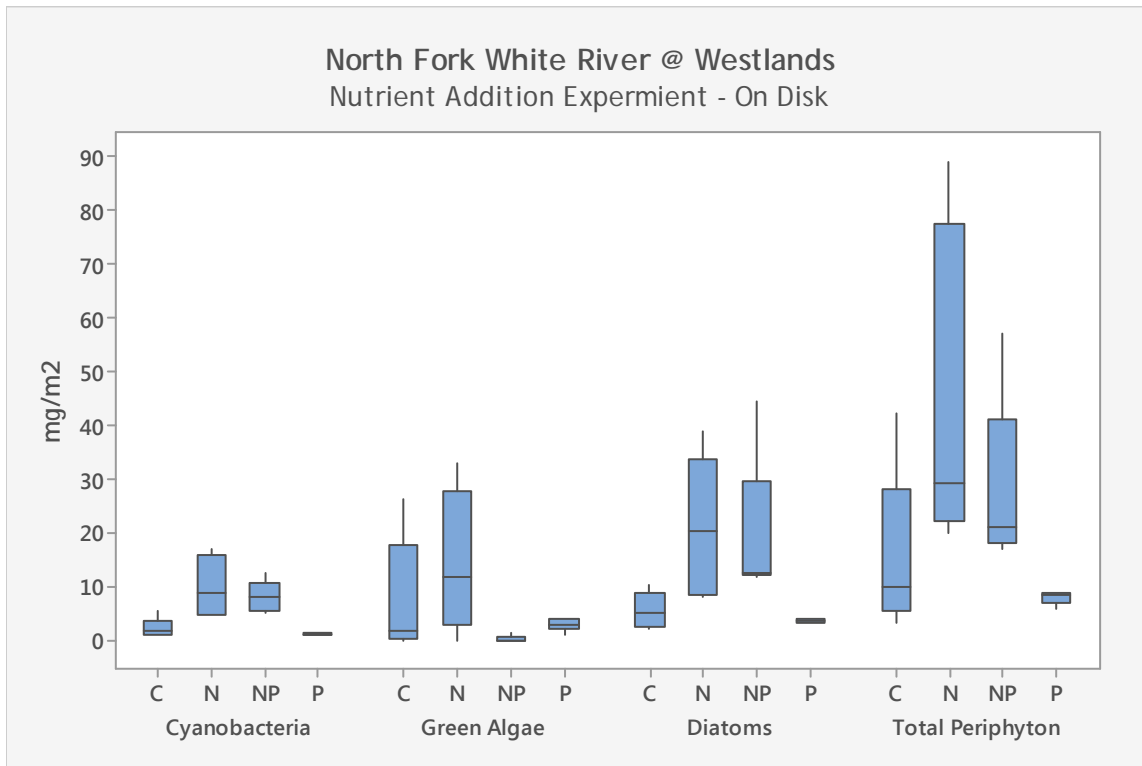 North Fork White River @ Westlands
Nutrient Addition Expermient - On Disk
90
80
70
60
50
40
30
20
10
0
mg/m2
C N NP P C N NP P C N NP P C N NP P
Cyanobacteria Green Algae Diatoms Total Periphyton